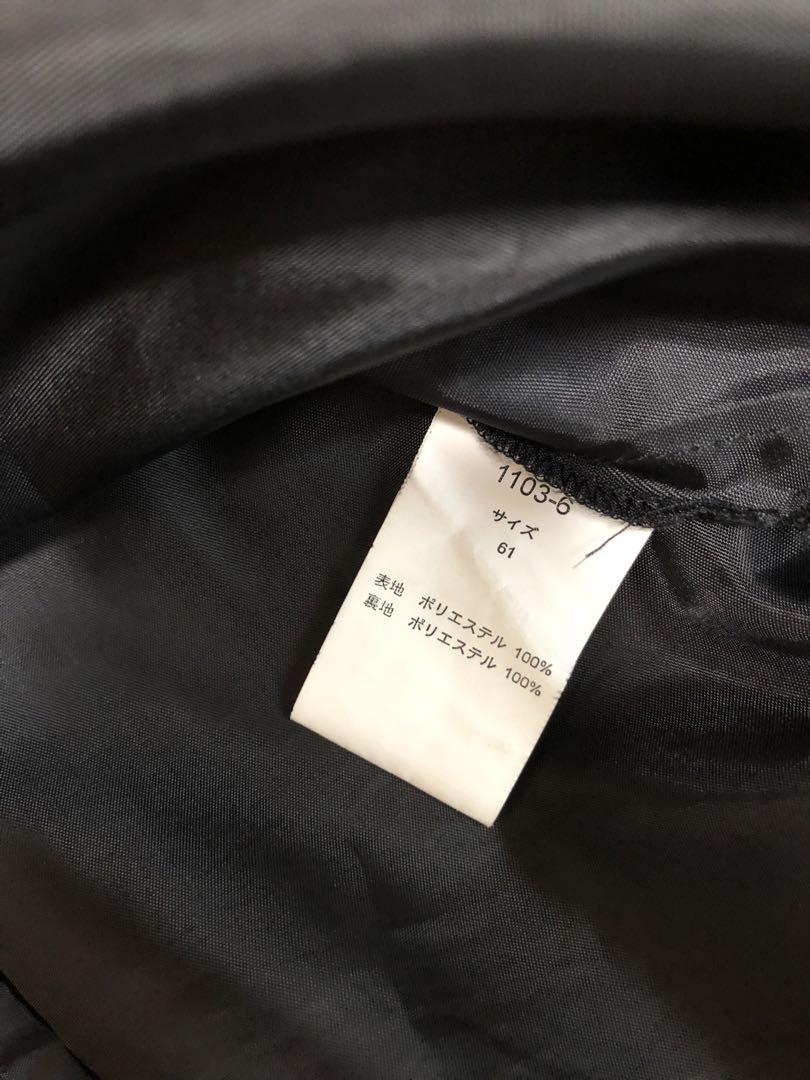 1103-6
サイズ
61
表地 ポリエステル 100%
裏地 ポリエステル 100%